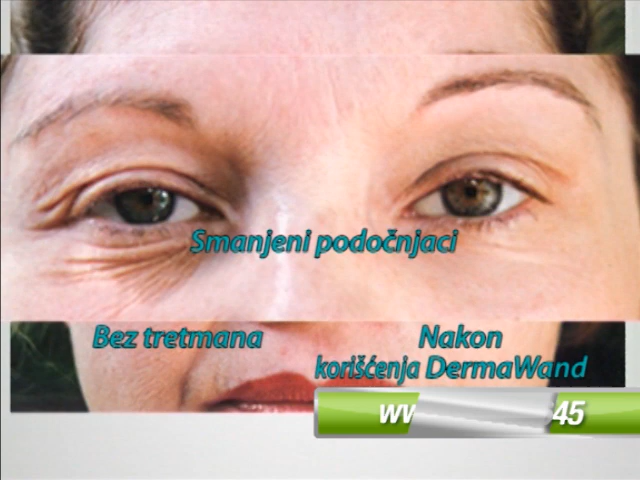 Smanjeni podočnjaci
Bez tretmana
Nakon
korišćenja DermaWand
45